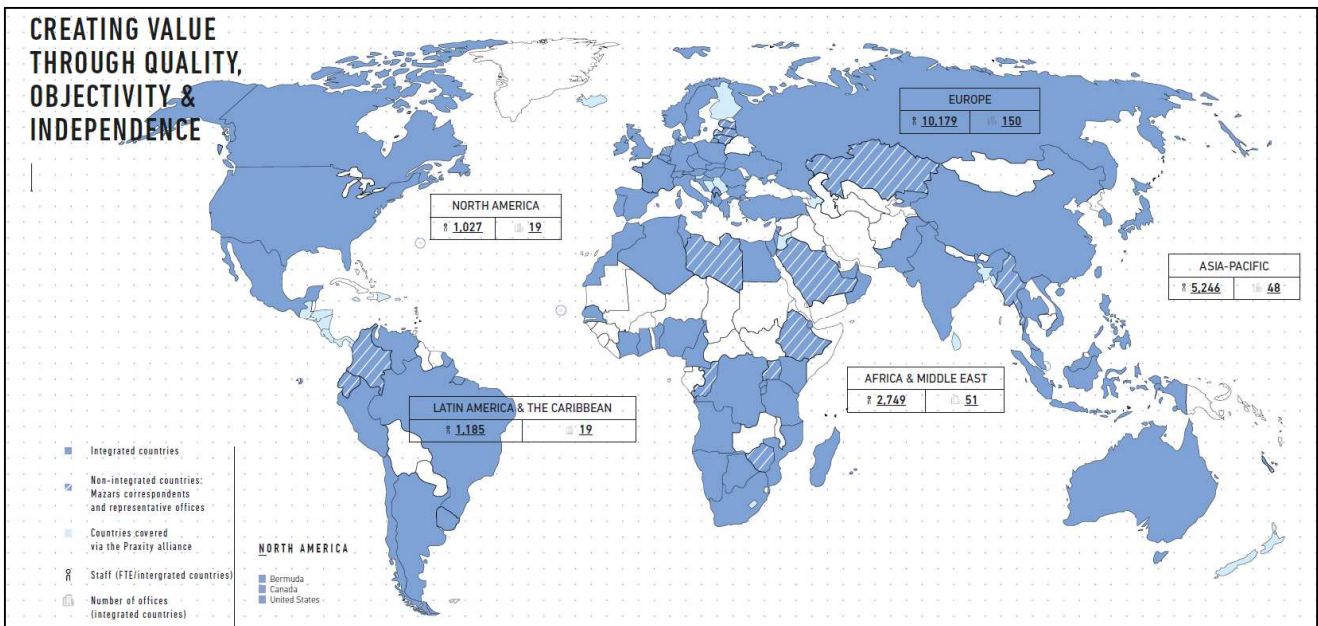 CREATING VALUE
THROUGH QUALITY,
OBJECTIVITY &
INDEPENDENCE
EUROPE
10,179 150
NORTH AMERICA
1,027 19
ASIA-PACIFIC
5,246 48
AFRICA & MIDDLE EAST
2,749 51
LATIN AMERICA & THE CARIBBEAN
1,185 19
Integrated countries
Non-integrated countries:
Mazars correspondents
and representative offices
Countries covered
via the Praxity alliance
Staff (FTE/intergrated countries)
Number of offices
(integrated countries)
NORTH AMERICA
Bermuda
Canada
United States